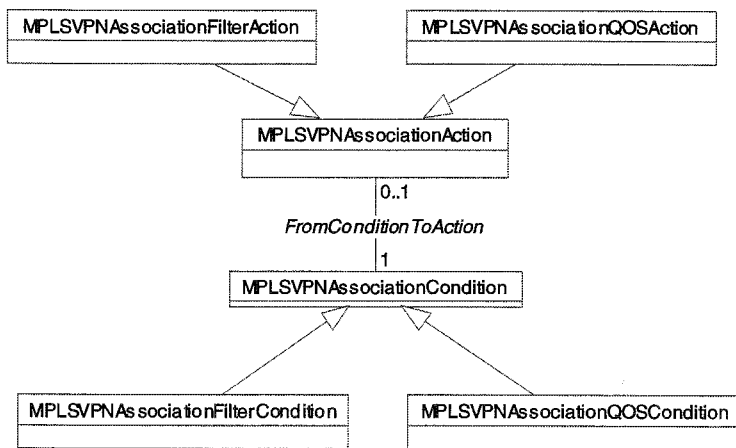 MPLSVPNAssociationFilterAction
MPLSVPNAssociationQOSAction
MPLSVPNAssociationAction
0..1
FromConditionToAction
1
MPLSVPNAssociationCondition
MPLSVPNAssociationFilterCondition
MPLSVPNAssociationQOSCondition